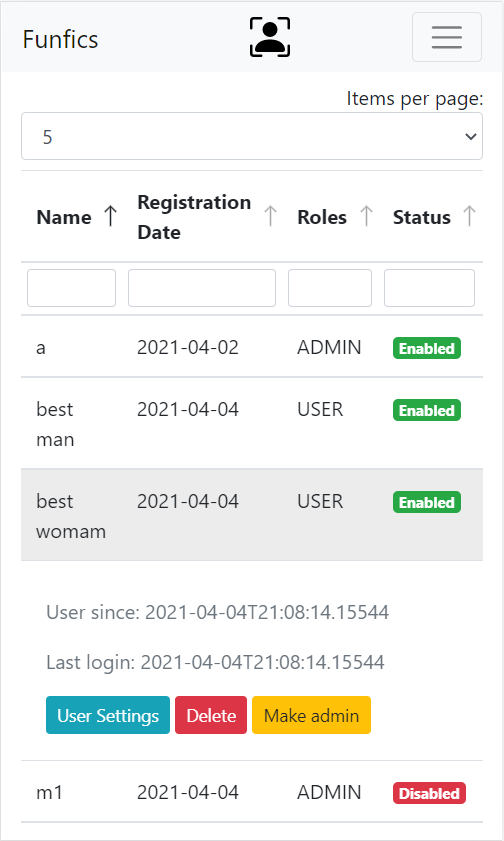 Funfics
Items per page:
5
Name Registration Date Roles Status
a 2021-04-02 ADMIN Enabled
best man 2021-04-04 USER Enabled
best womam 2021-04-04 USER Enabled
User since: 2021-04-04T21:08:14.15544
Last login: 2021-04-04T21:08:14.15544
User Settings Delete Make admin
m1 2021-04-04 ADMIN Disabled